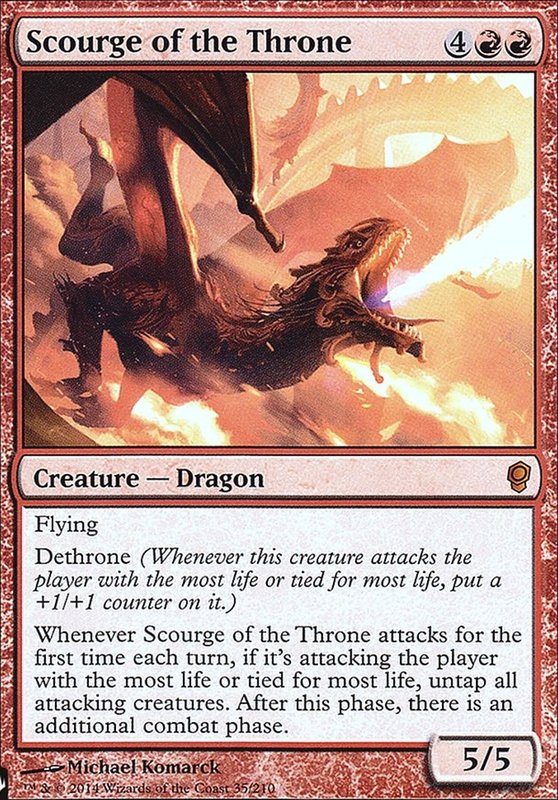 Scourge of the Throne 4
Creature — Dragon
Flying
Dethrone (Whenever this creature attacks the
player with the most life or tied for most life, put a
+1/+1 counter on it.)
Whenever Scourge of the Throne attacks for the
first time each turn, if it's attacking the player
with the most life or tied for most life, untap all
attacking creatures. After this phase, there is an
additional combat phase.
5/5
Michael Komarck
™ & © 2014 Wizards of the Coast 35/210